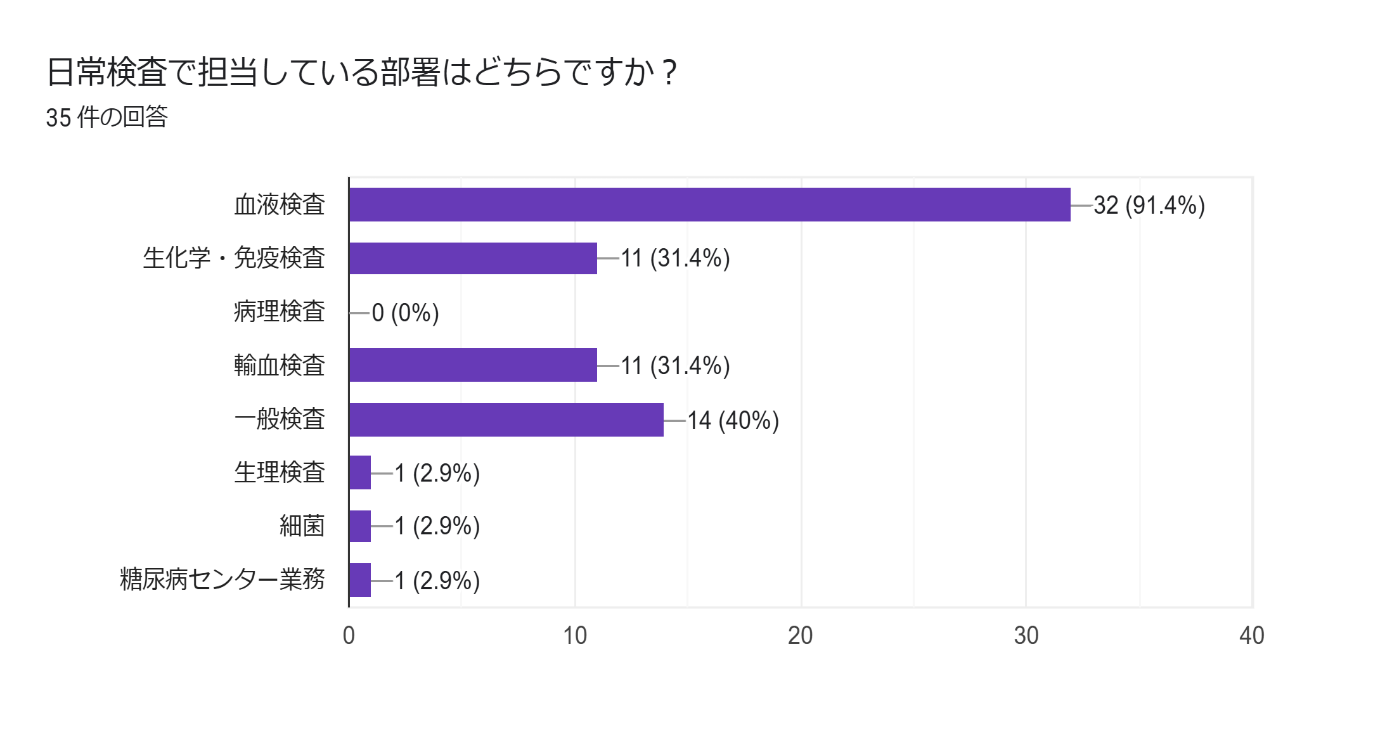 日常検査で担当している部署はどちらですか？
35 件の回答
血液検査 32 (91.4%)
生化学・免疫検査 11 (31.4%)
病理検査 0 (0%)
輸血検査 11 (31.4%)
一般検査 14 (40%)
生理検査 1 (2.9%)
細菌 1 (2.9%)
糖尿病センター業務 1 (2.9%)
0 10 20 30 40